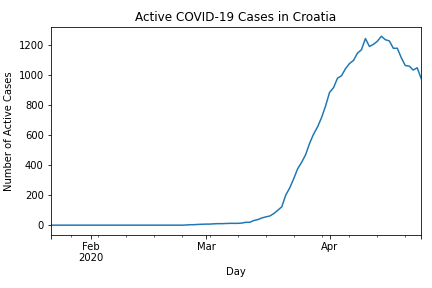 Active COVID-19 Cases in Croatia
Number of Active Cases
1200
1000
800
600
400
200
0
Feb
2020
Mar
Apr
Day